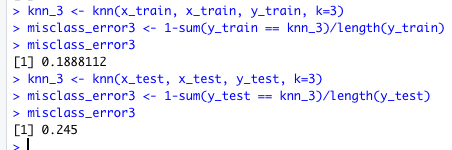 > knn_3 <- knn(x_train, x_train, y_train, k=3)
> misclass_error3 <- 1-sum(y_train == knn_3)/length(y_train)
> misclass_error3
[1] 0.1888112
> knn_3 <- knn(x_test, x_test, y_test, k=3)
> misclass_error3 <- 1-sum(y_test == knn_3)/length(y_test)
> misclass_error3
[1] 0.245
>